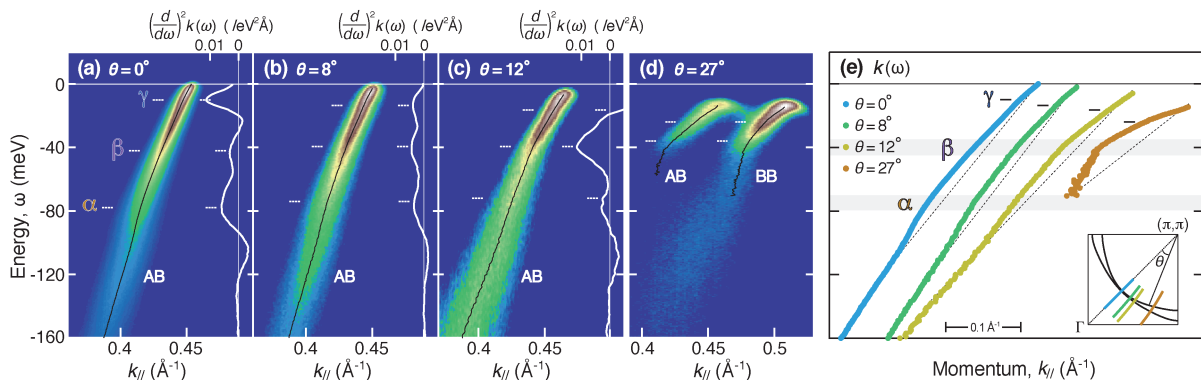 (d/dω)² k(ω) ( /eV²Å)
0.01 0
(d/dω)² k(ω) ( /eV²Å)
0.01 0
(d/dω)² k(ω) ( /eV²Å)
0.01 0
(a) θ = 0°
(b) θ = 8°
(c) θ = 12°
(d) θ = 27°
(e) k(ω)
Energy, ω (meV)
0
-40
-80
-120
-160
γ
β
α
AB
AB
AB
AB
BB
0.4 0.45
0.4 0.45
0.4 0.45
0.4 0.45 0.5
k// (Å-1)
k// (Å-1)
k// (Å-1)
k// (Å-1)
θ = 0°
θ = 8°
θ = 12°
θ = 27°
γ
β
α
0.1 Å-1
(π,π)
θ
Γ
Momentum, k// (Å-1)